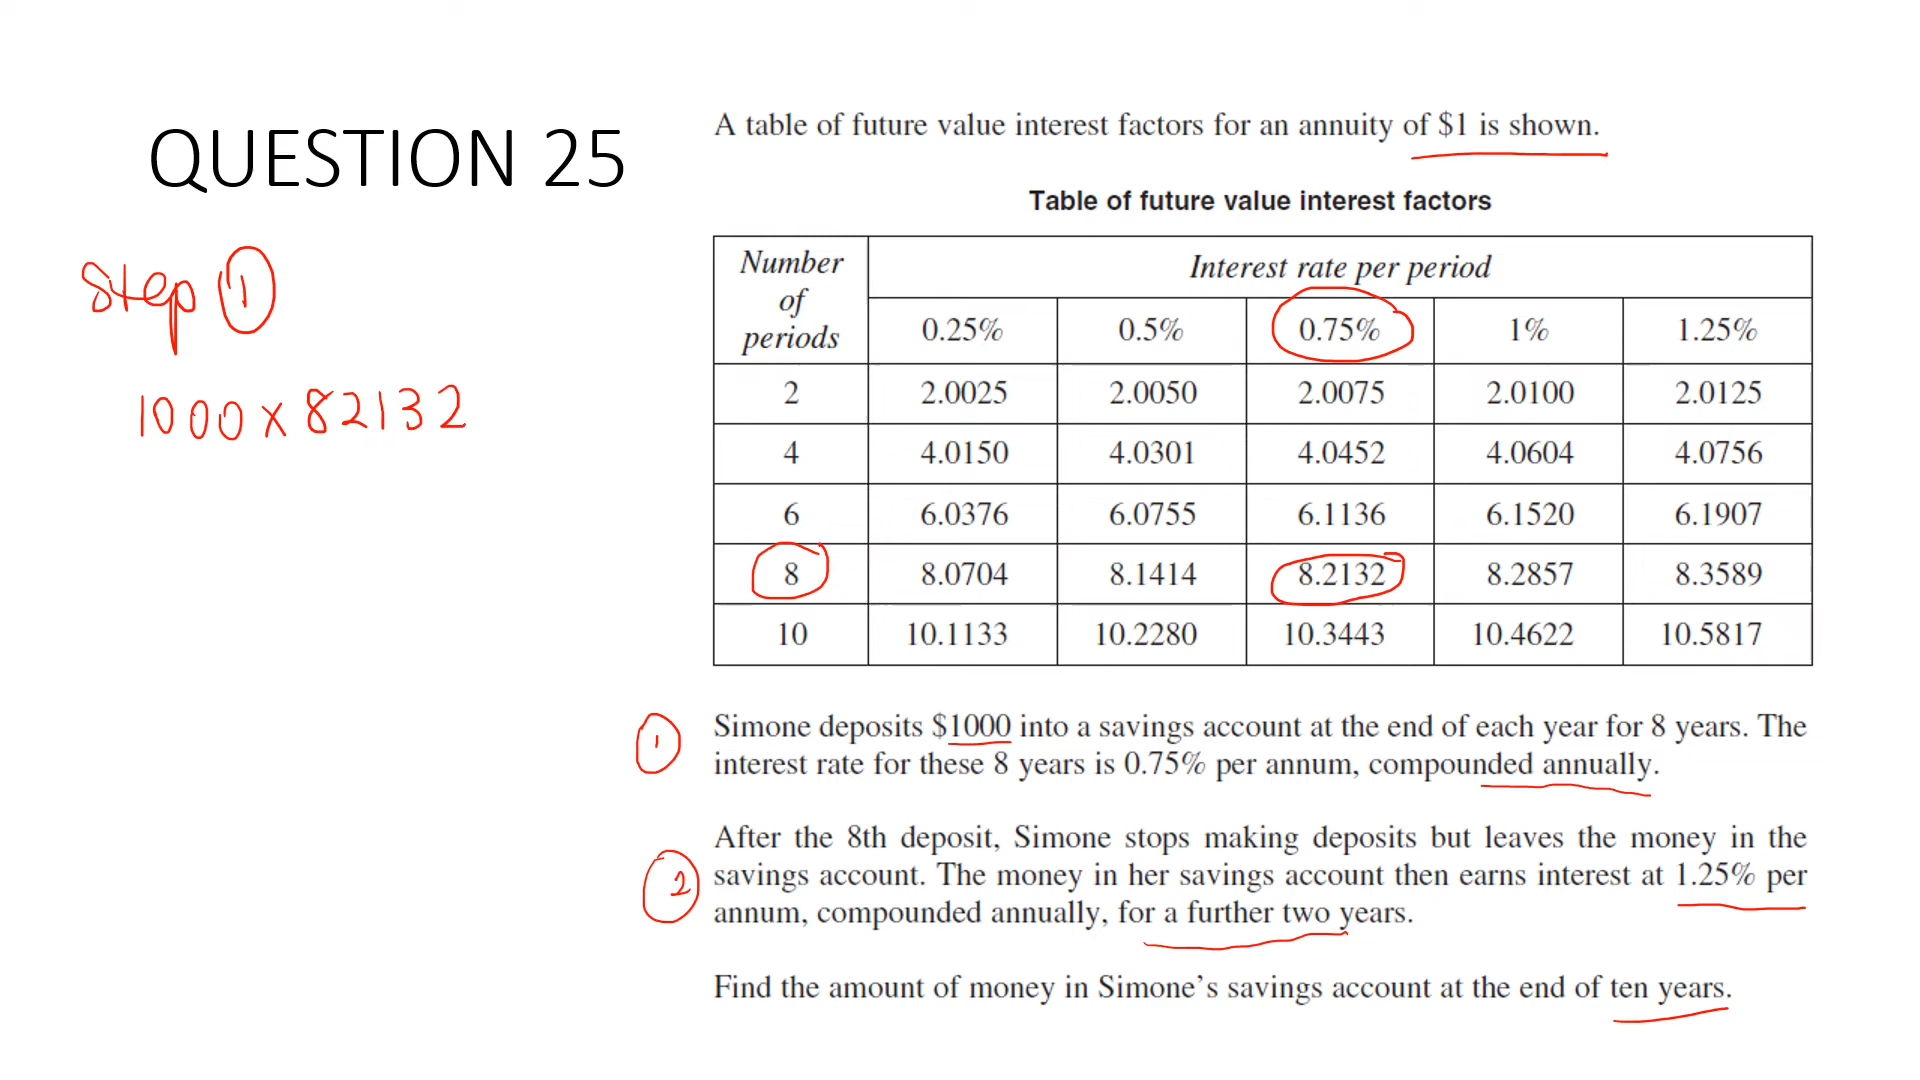 QUESTION 25
Step 1
1000 x 82132
A table of future value interest factors for an annuity of $1 is shown.
Table of future value interest factors
Number of periods Interest rate per period
0.25% 0.5% 0.75% 1% 1.25%
2 2.0025 2.0050 2.0075 2.0100 2.0125
4 4.0150 4.0301 4.0452 4.0604 4.0756
6 6.0376 6.0755 6.1136 6.1520 6.1907
8 8.0704 8.1414 8.2132 8.2857 8.3589
10 10.1133 10.2280 10.3443 10.4622 10.5817
1
Simone deposits $1000 into a savings account at the end of each year for 8 years. The
interest rate for these 8 years is 0.75% per annum, compounded annually.
2
After the 8th deposit, Simone stops making deposits but leaves the money in the
savings account. The money in her savings account then earns interest at 1.25% per
annum, compounded annually, for a further two years.
Find the amount of money in Simone’s savings account at the end of ten years.